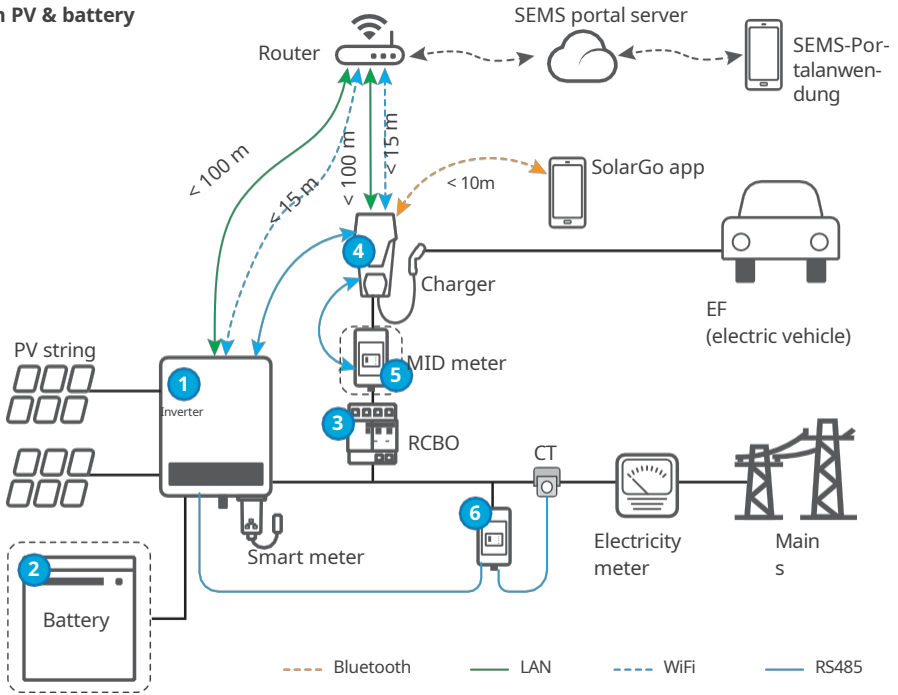 n PV & battery
SEMS portal server
Router
SEMS-Por-
talanwen-
dung
< 100 m
< 15 m
< 100 m
< 15 m
< 10m
SolarGo app
4
Charger
EF
(electric vehicle)
PV string
MID meter
1
5
Inverter
3
RCBO
CT
6
Smart meter
Electricity
meter
Main
s
2
Battery
Bluetooth
LAN
WiFi
RS485